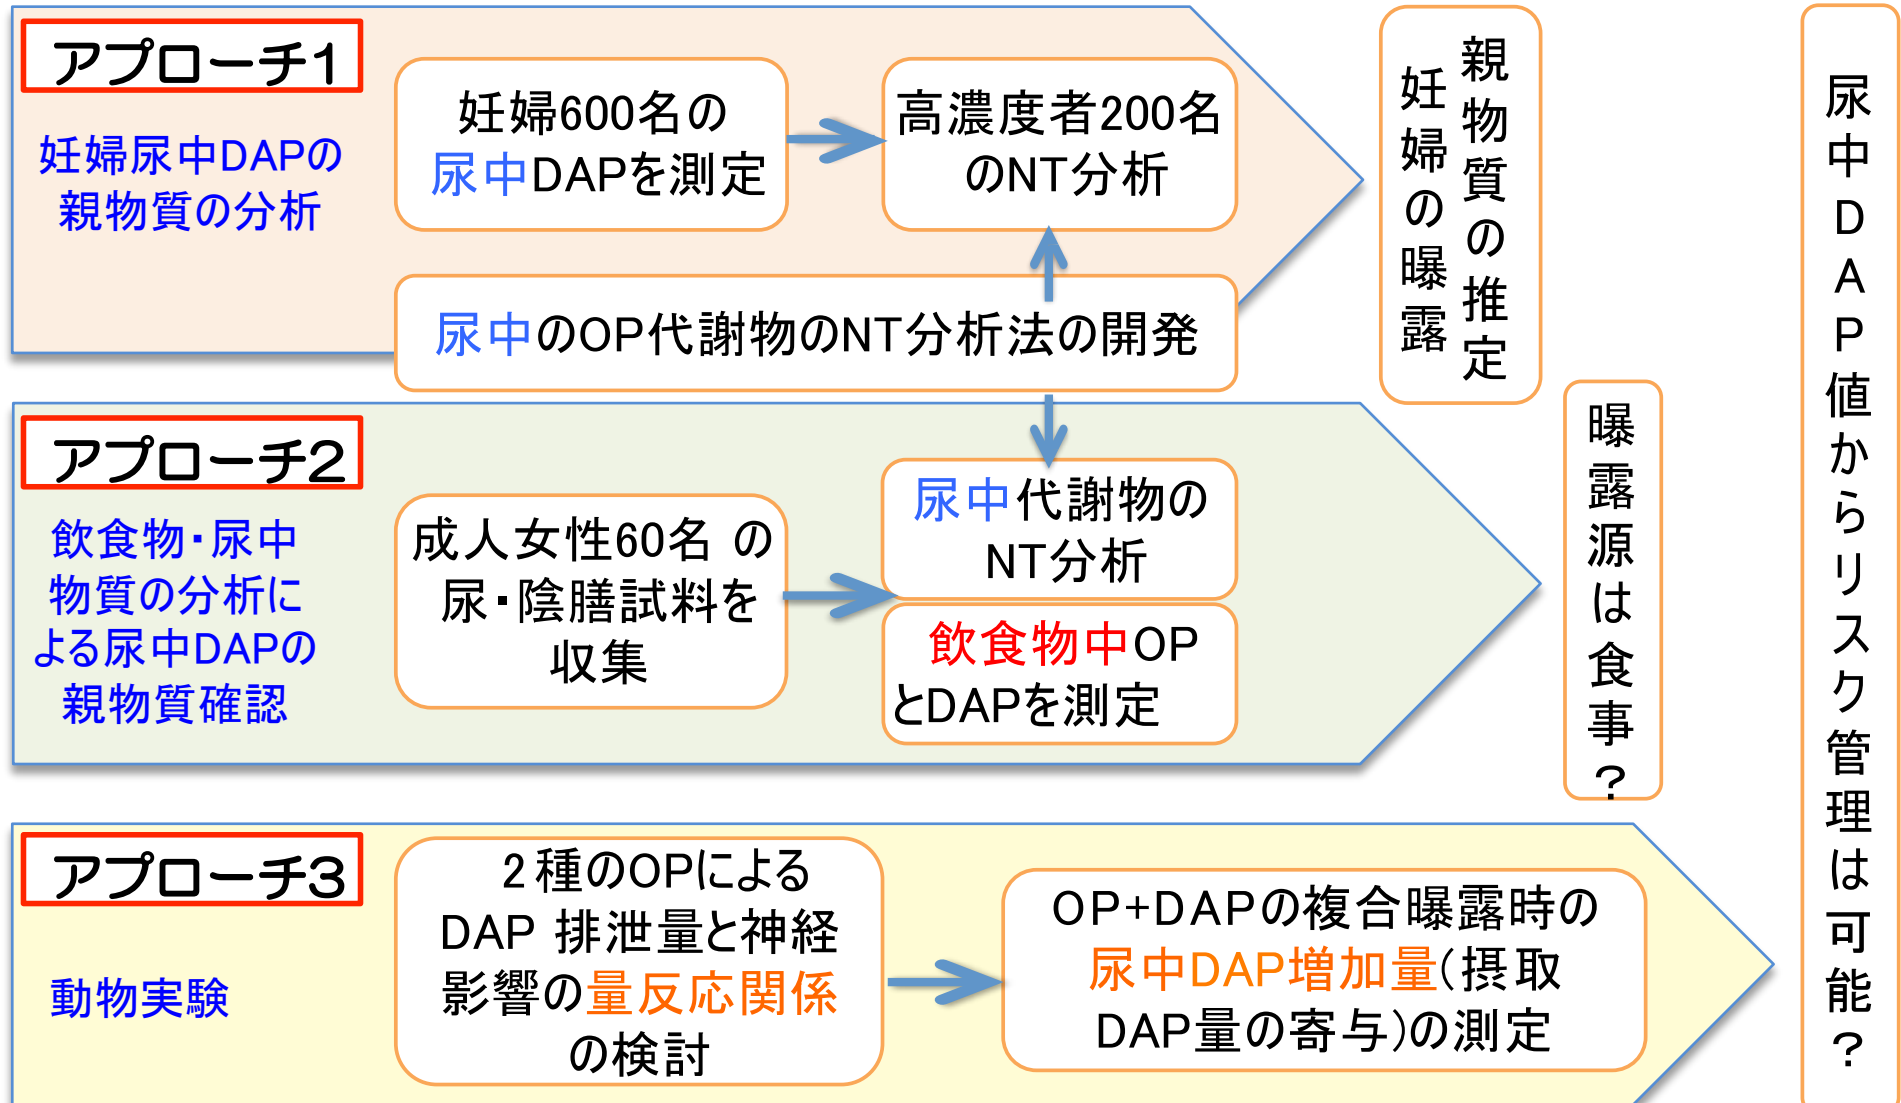 アプローチ1
妊婦尿中DAPの
親物質の分析
妊婦600名の
尿中DAPを測定
高濃度者200名
のNT分析
尿中のOP代謝物のNT分析法の開発
親物質の推定
妊婦の曝露
アプローチ2
飲食物・尿中
物質の分析に
よる尿中DAPの
親物質確認
成人女性60名 の
尿・陰膳試料を
収集
尿中代謝物の
NT分析
飲食物中OP
とDAPを測定
曝露源は食事?
アプローチ3
動物実験
2種のOPによる
DAP 排泄量と神経
影響の量反応関係
の検討
OP+DAPの複合曝露時の
尿中DAP増加量(摂取
DAP量の寄与)の測定
尿中DAP値からリスク管理は可能?